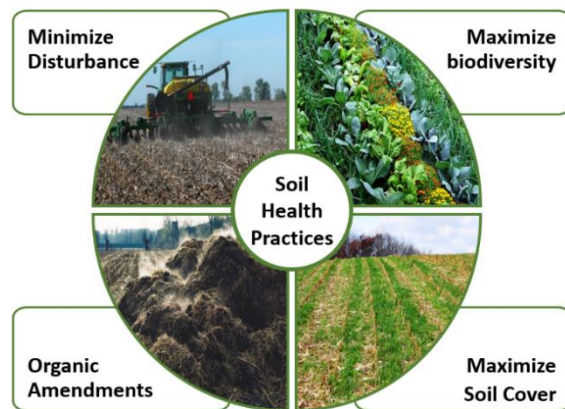 Minimize
Disturbance
Maximize
biodiversity
Soil
Health
Practices
Organic
Amendments
Maximize
Soil Cover